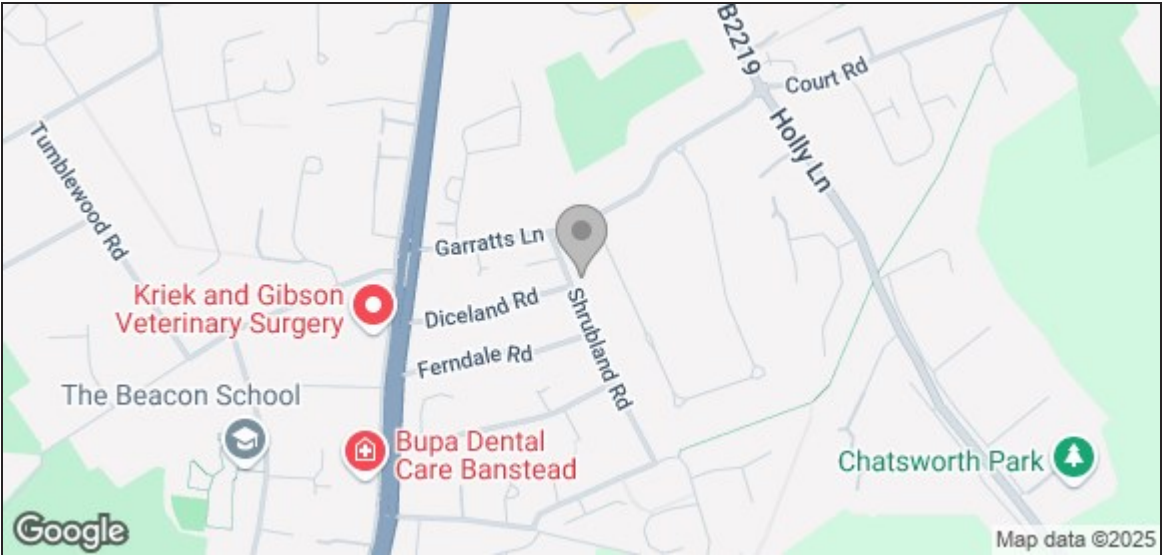 B2219
Court Rd
Tumblewood Rd
Holly Ln
Garratts Ln
Kriek and Gibson
Veterinary Surgery
Diceland Rd
Shrubland Rd
Ferndale Rd
The Beacon School
Bupa Dental
Care Banstead
Chatsworth Park
Google
Map data ©2025